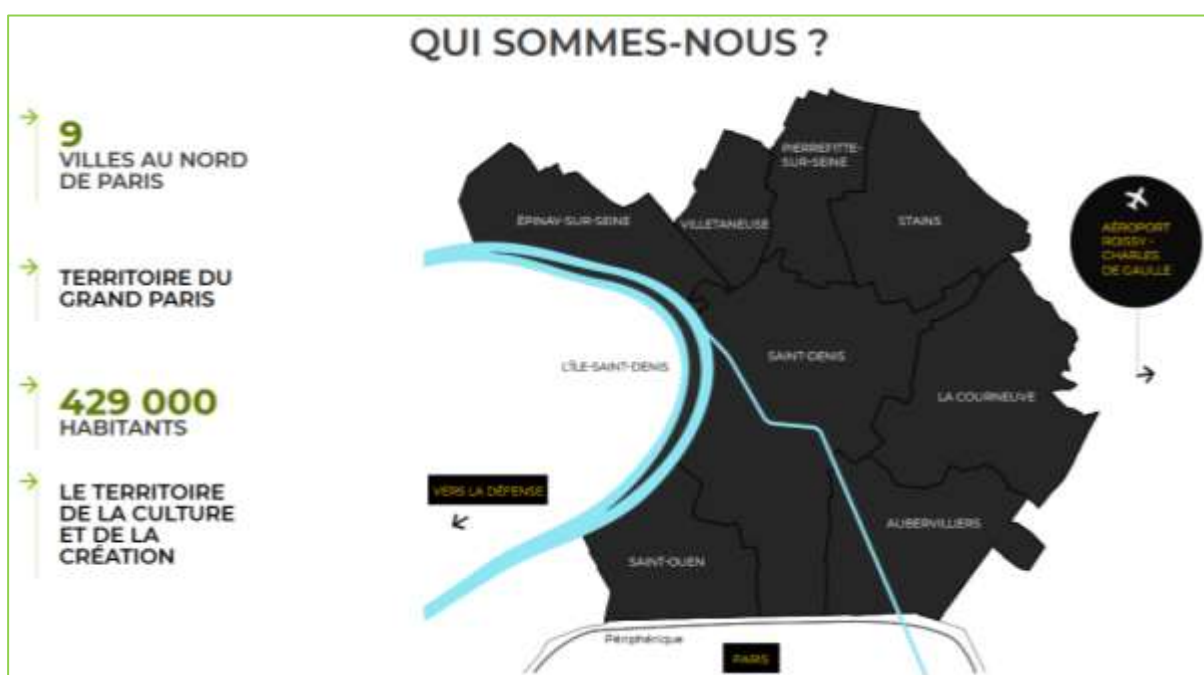 QUI SOMMES-NOUS ?
9
VILLES AU NORD
DE PARIS
TERRITOIRE DU
GRAND PARIS
429 000
HABITANTS
LE TERRITOIRE
DE LA CULTURE
ET DE LA
CRÉATION
PIERREFITTE-
SUR-SEINE
ÉPINAY-SUR-SEINE
VILLETANEUSE
STAINS
AÉROPORT
ROISSY -
CHARLES
DE GAULLE
L'ÎLE-SAINT-DENIS
SAINT-DENIS
LA COURNEUVE
VERS LA DÉFENSE
AUBERVILLIERS
SAINT-OUEN
Périphérique
PARIS